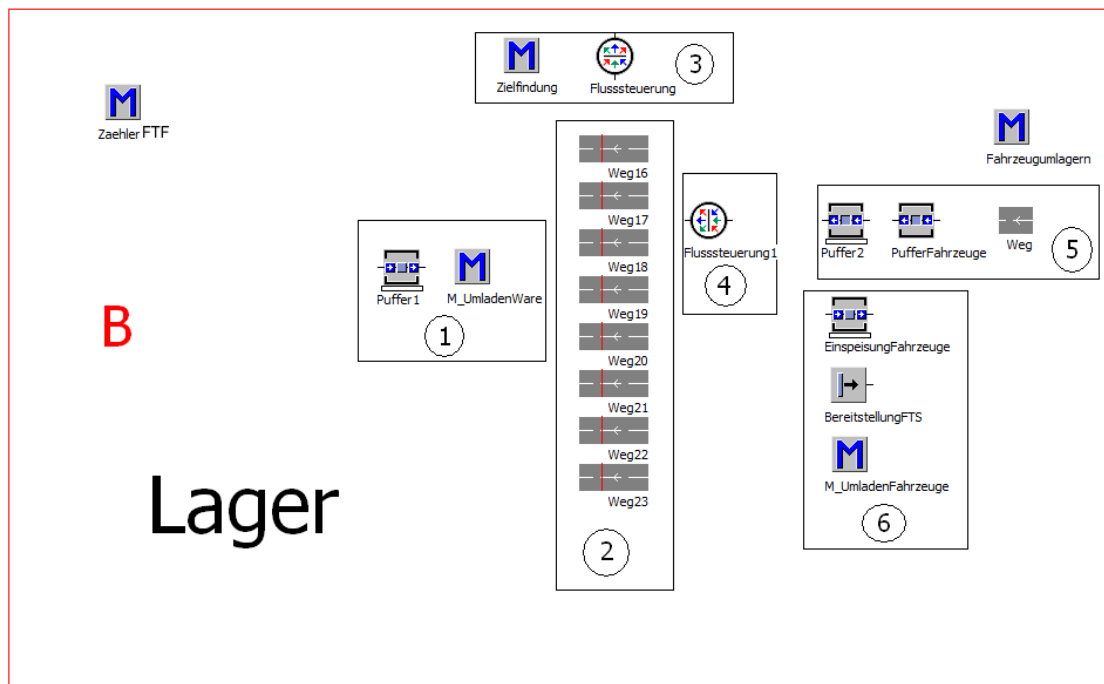 Zielfindung
Flusssteuerung
3
Zaehler FTF
Fahrzeugumlagern
Weg16
Weg17
Weg18
Weg19
Weg20
Weg21
Weg22
Weg23
2
Flusssteuerung1
4
Puffer2
PufferFahrzeuge
Weg
5
Puffer1
M_UmladenWare
1
B
EinspeisungFahrzeuge
BereitstellungFTS
M_UmladenFahrzeuge
6
Lager